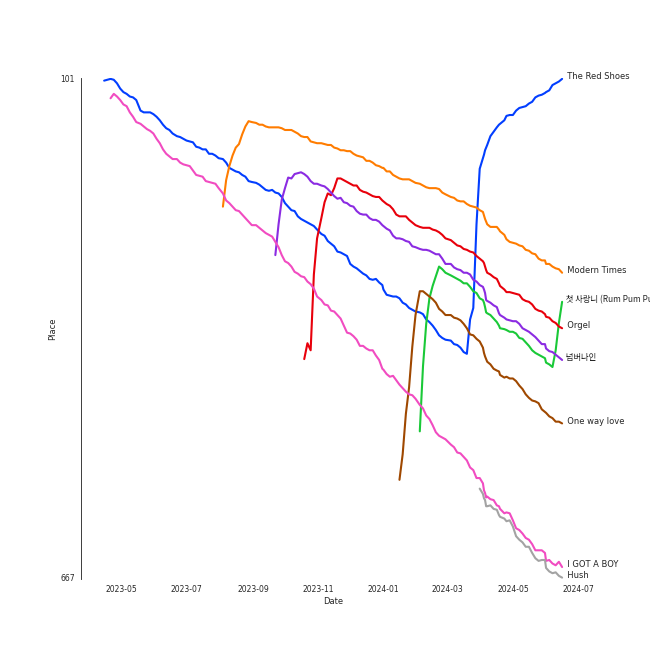 101
The Red Shoes
Modern Times
첫 사랑니 (Rum Pum Pu
Orgel
Place
넘버나인
One way love
I GOT A BOY
Hush
667
2023-05
2023-07
2023-09
2023-11
2024-01
2024-03
2024-05
2024-07
Date